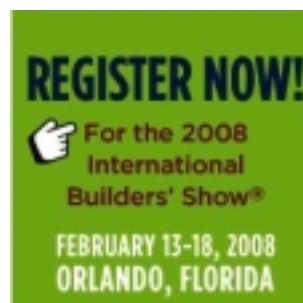 REGISTER NOW!
For the 2008
International
Builders' Show®
FEBRUARY 13-18, 2008
ORLANDO, FLORIDA